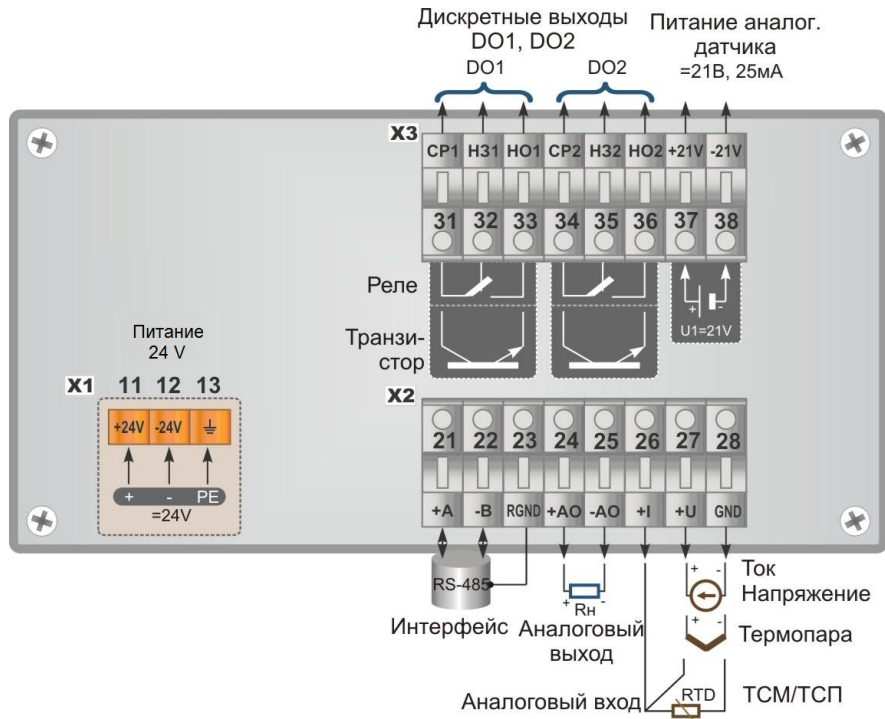 Дискретные выходы
DO1, DO2
Питание аналог.
датчика
=21В, 25мА
DO1 DO2
X3
CP1 H31 HO1 CP2 H32 HO2 +21V -21V
31 32 33 34 35 36 37 38
Реле
+ -
U1=21V
Транзи-
стор
Питание
24 V
X1 11 12 13
+24V -24V
+ - PE
=24V
X2
21 22 23 24 25 26 27 28
+A -B RGND +AO -AO +I +U GND
RS-485
Интерфейс
+ Rн -
Аналоговый
выход
+ -
Ток
Напряжение
+ -
Термопара
Аналоговый вход
RTD
ТСМ/ТСП